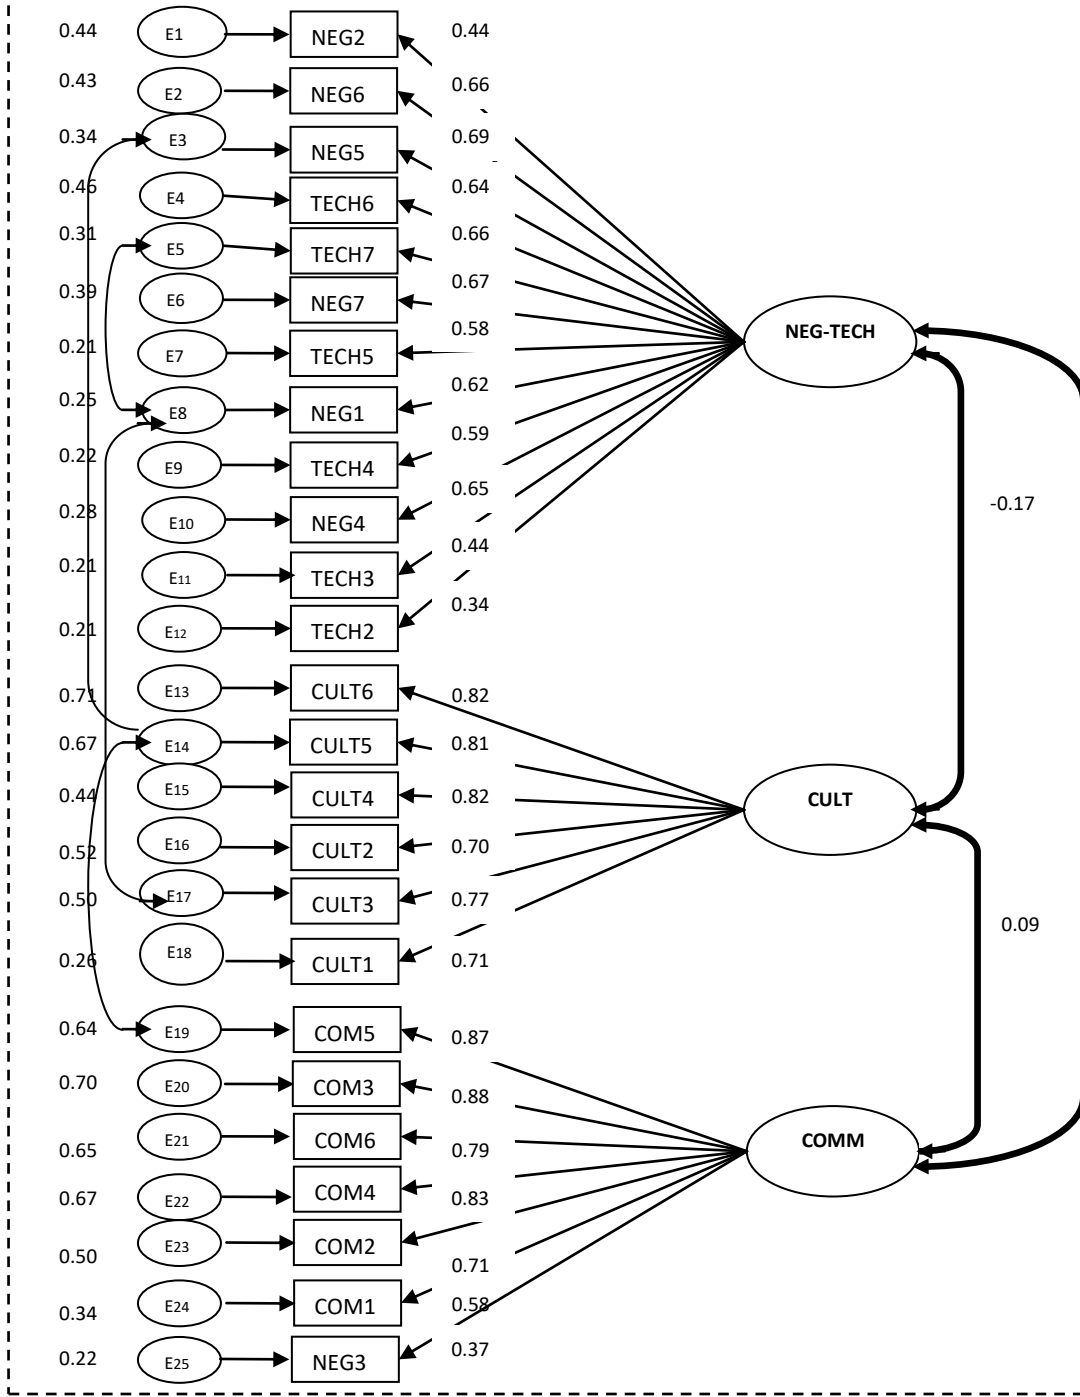 0.44 E1 NEG2 0.44
0.43 E2 NEG6 0.66
0.34 E3 NEG5 0.69
0.46 E4 TECH6 0.64
0.31 E5 TECH7 0.66
0.39 E6 NEG7 0.67
NEG-TECH
0.21 E7 TECH5 0.58
0.25 E8 NEG1 0.62
0.22 E9 TECH4 0.59
0.28 E10 NEG4 0.65
-0.17
0.21 E11 TECH3 0.44
0.21 E12 TECH2 0.34
0.71 E13 CULT6 0.82
0.67 E14 CULT5 0.81
0.44 E15 CULT4 0.82
CULT
0.52 E16 CULT2 0.70
0.50 E17 CULT3 0.77
0.09
0.26 E18 CULT1 0.71
0.64 E19 COM5 0.87
0.70 E20 COM3 0.88
0.65 E21 COM6 0.79
COMM
0.67 E22 COM4 0.83
0.50 E23 COM2 0.71
0.34 E24 COM1 0.58
0.22 E25 NEG3 0.37